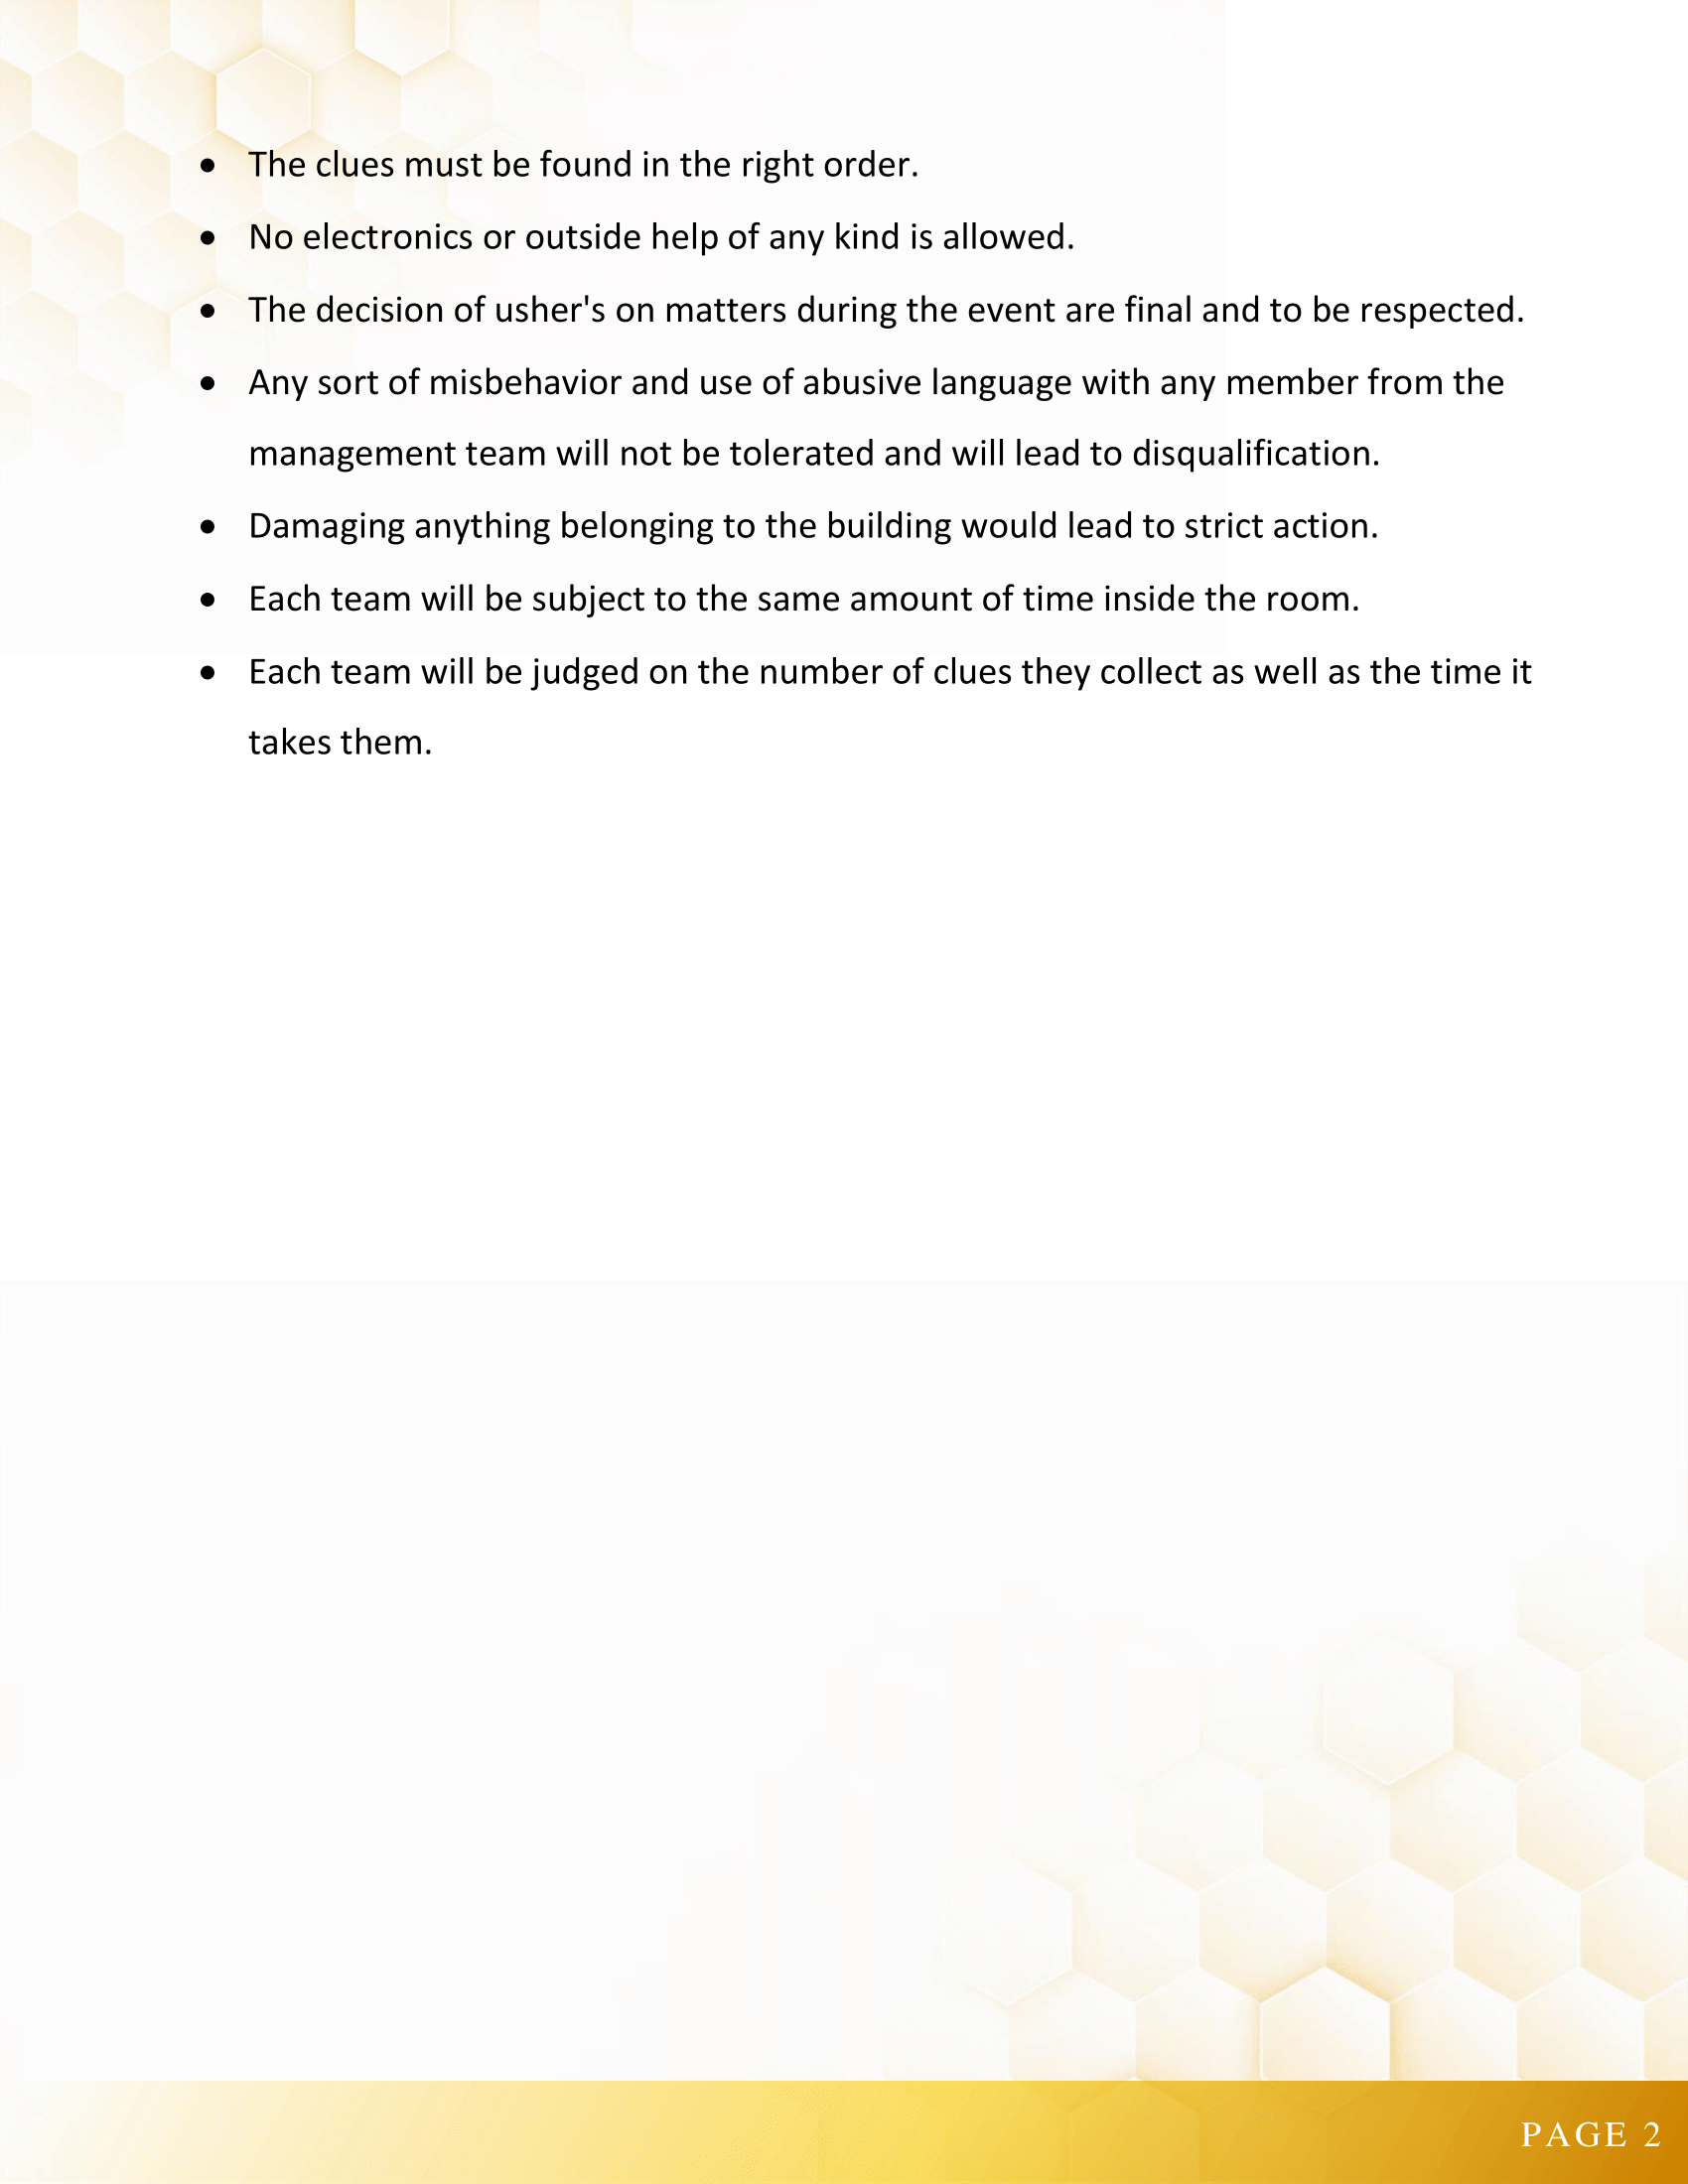 • The clues must be found in the right order.
• No electronics or outside help of any kind is allowed.
• The decision of usher's on matters during the event are final and to be respected.
• Any sort of misbehavior and use of abusive language with any member from the
management team will not be tolerated and will lead to disqualification.
• Damaging anything belonging to the building would lead to strict action.
• Each team will be subject to the same amount of time inside the room.
• Each team will be judged on the number of clues they collect as well as the time it
takes them.
PAGE 2